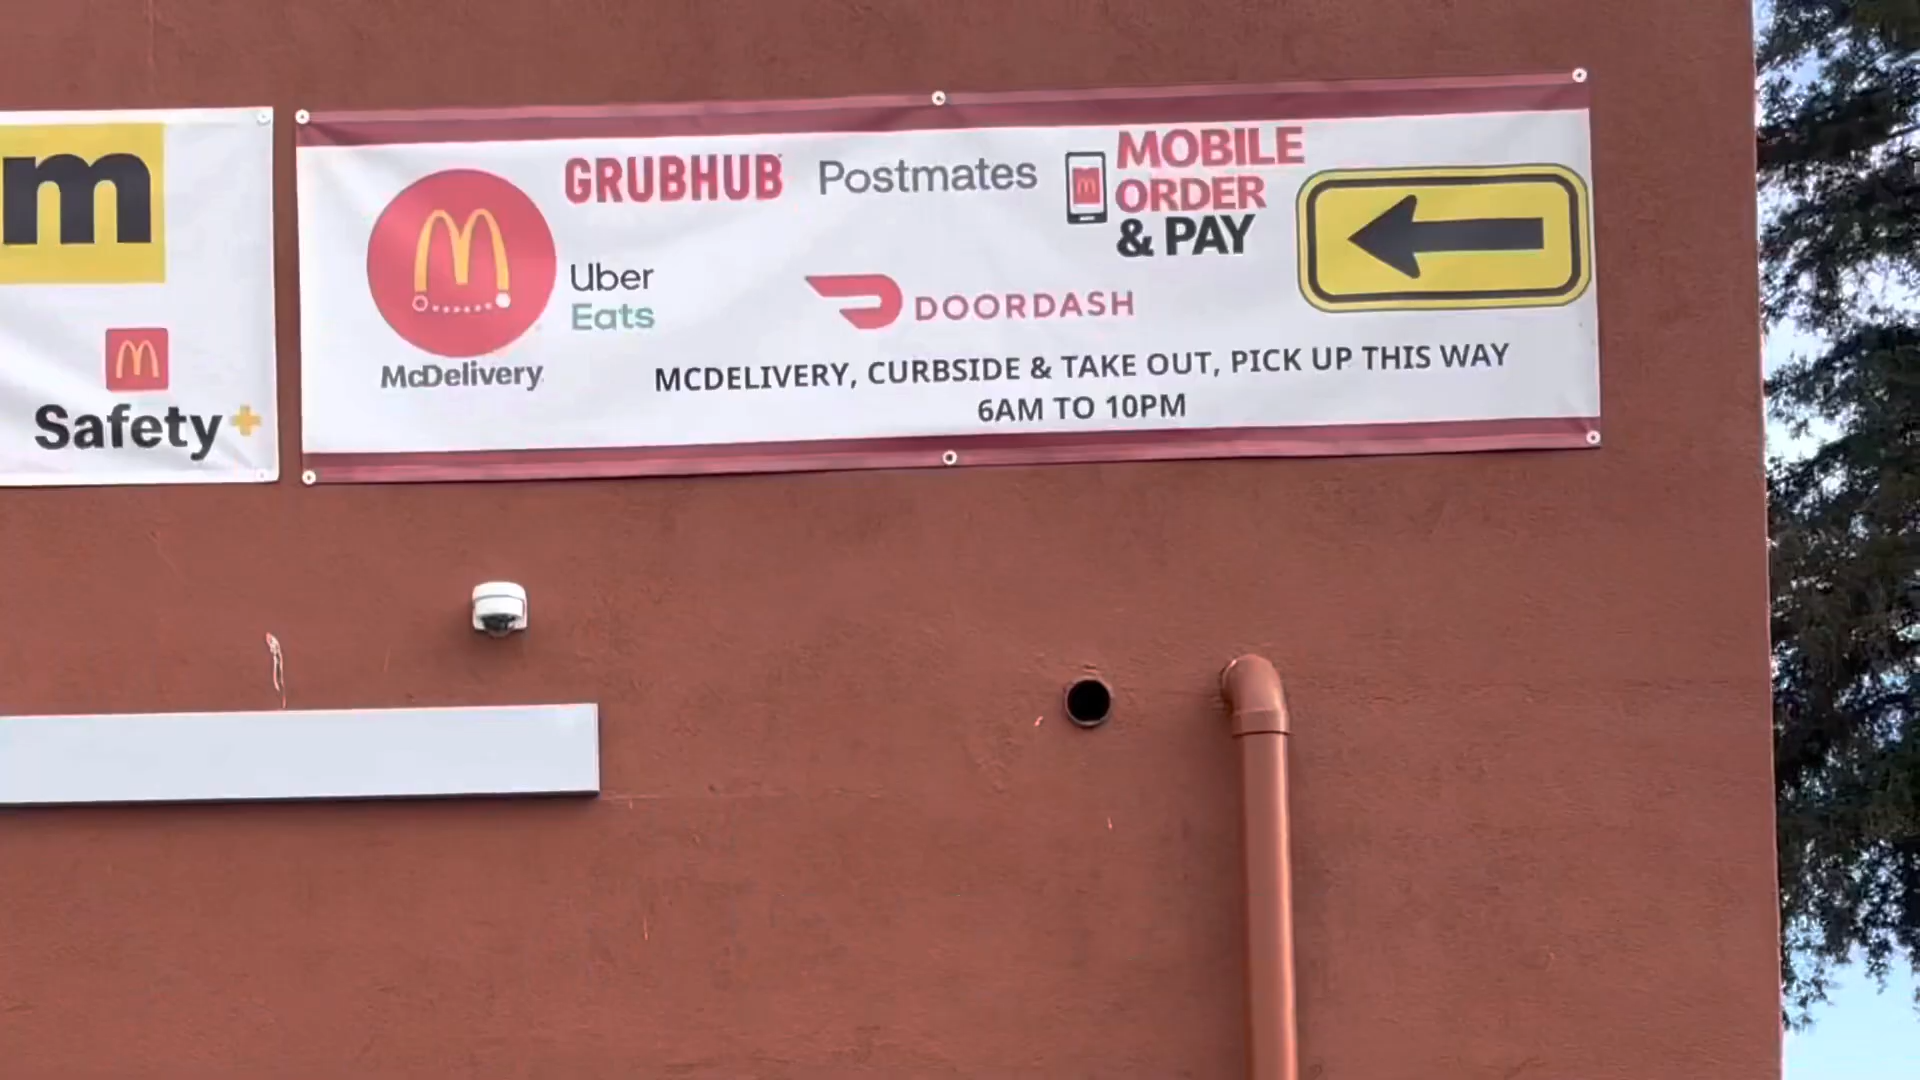 m
Safety+
GRUBHUB
Postmates
MOBILE
ORDER
& PAY
Uber
Eats
DOORDASH
McDelivery
MCDELIVERY, CURBSIDE & TAKE OUT, PICK UP THIS WAY
6AM TO 10PM